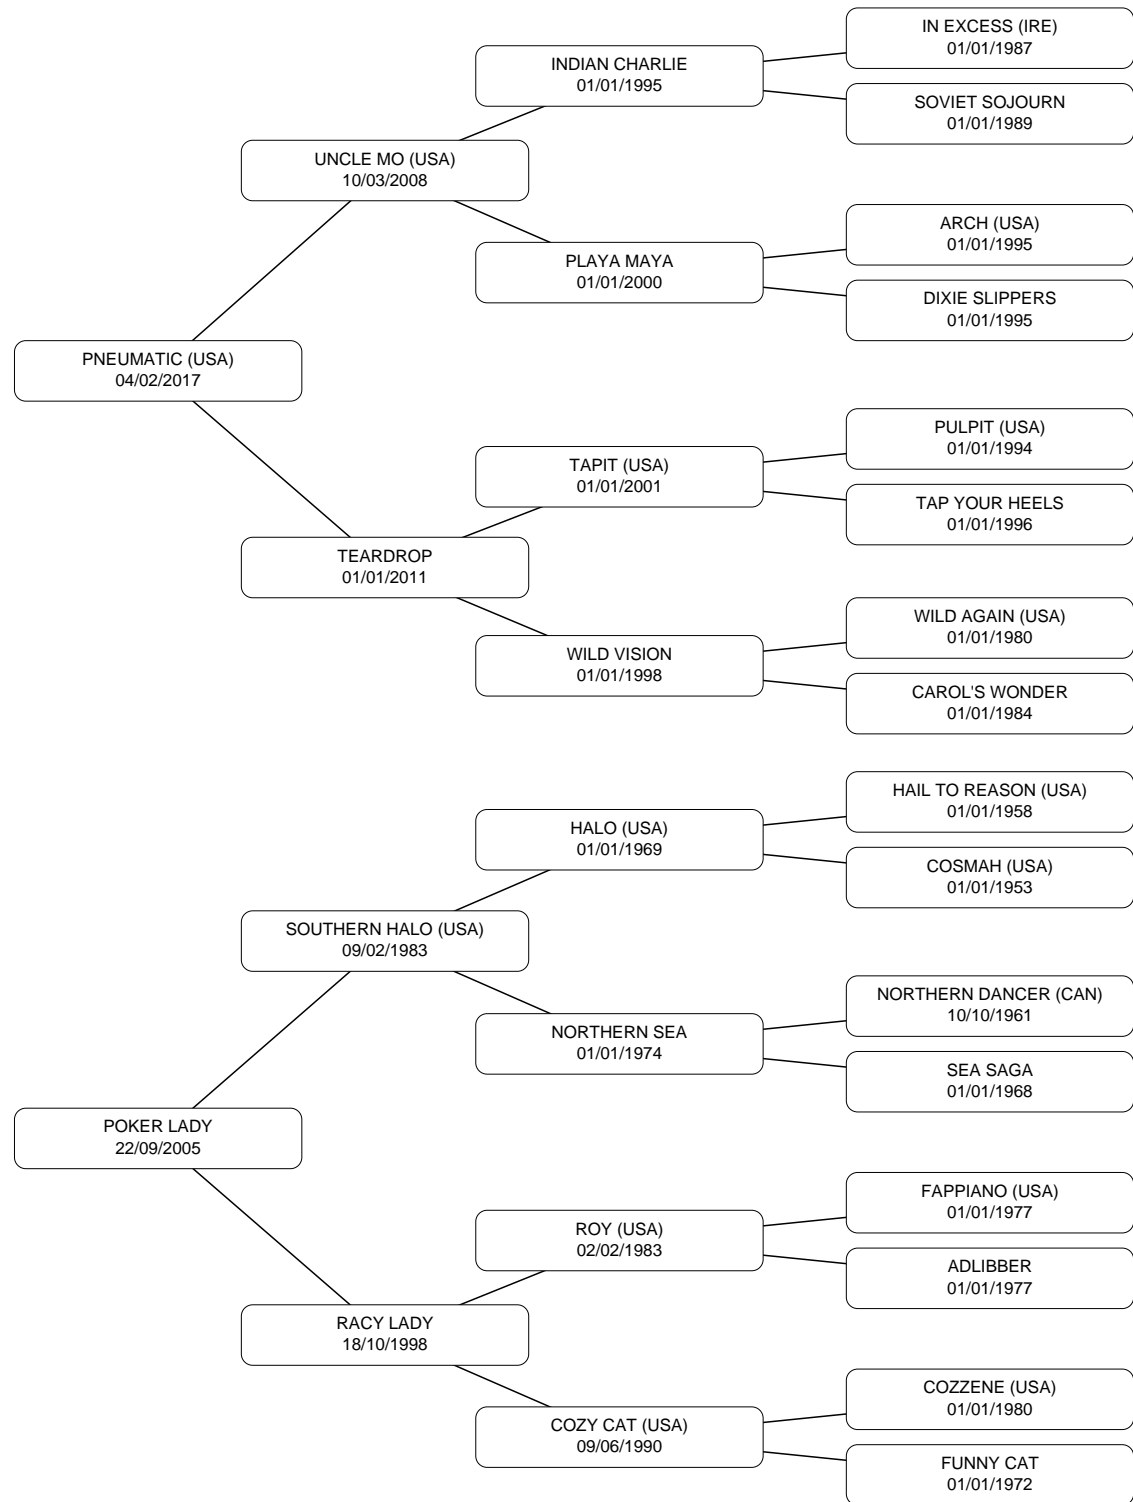 IN EXCESS (IRE)
01/01/1987
INDIAN CHARLIE
01/01/1995
SOVIET SOJOURN
01/01/1989
UNCLE MO (USA)
10/03/2008
ARCH (USA)
01/01/1995
PLAYA MAYA
01/01/2000
DIXIE SLIPPERS
01/01/1995
PNEUMATIC (USA)
04/02/2017
PULPIT (USA)
01/01/1994
TAPIT (USA)
01/01/2001
TAP YOUR HEELS
01/01/1996
TEARDROP
01/01/2011
WILD AGAIN (USA)
01/01/1980
WILD VISION
01/01/1998
CAROL'S WONDER
01/01/1984
HAIL TO REASON (USA)
01/01/1958
HALO (USA)
01/01/1969
COSMAH (USA)
01/01/1953
SOUTHERN HALO (USA)
09/02/1983
NORTHERN DANCER (CAN)
10/10/1961
NORTHERN SEA
01/01/1974
SEA SAGA
01/01/1968
POKER LADY
22/09/2005
FAPPIANO (USA)
01/01/1977
ROY (USA)
02/02/1983
ADLIBBER
01/01/1977
RACY LADY
18/10/1998
COZZENE (USA)
01/01/1980
COZY CAT (USA)
09/06/1990
FUNNY CAT
01/01/1972